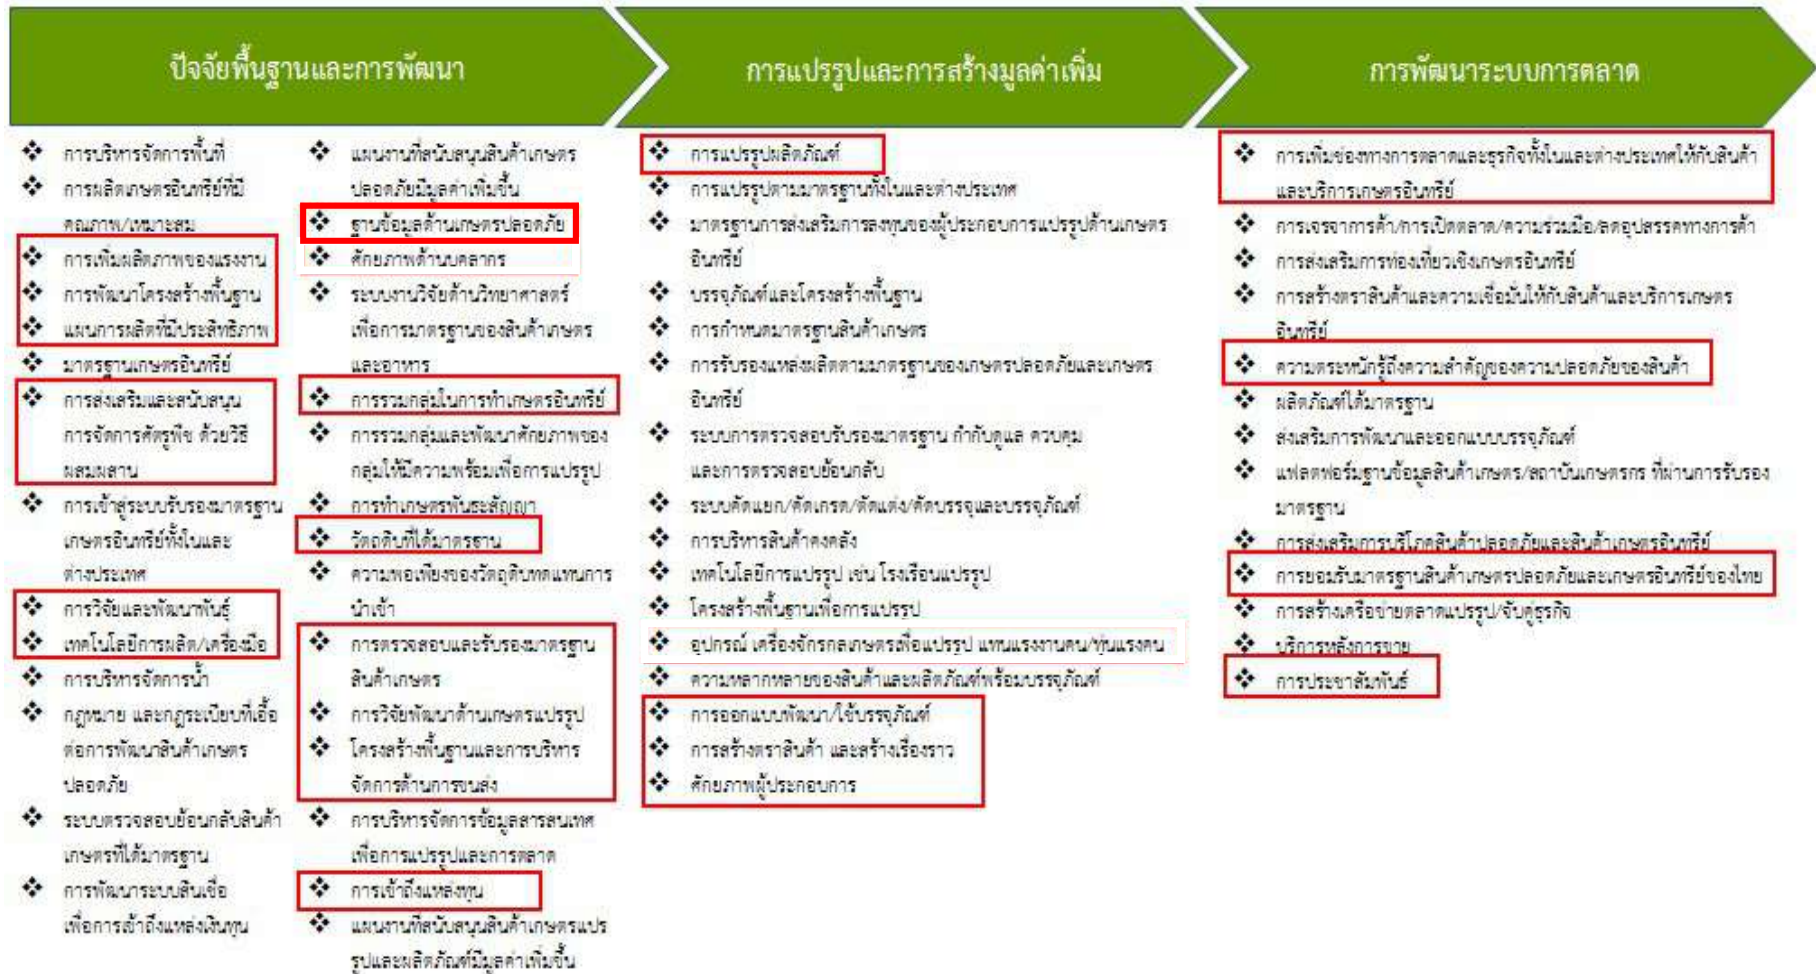 ปัจจัยพื้นฐานและการพัฒนา
การแปรรูปและการสร้างมูลค่าเพิ่ม
การพัฒนาระบบการตลาด
❖ การบริหารจัดการพื้นที่
❖ การผลิตเกษตรอินทรีย์ที่มี
คุณภาพ/เหมาะสม
❖ การเพิ่มผลิตภาพของแรงงาน
❖ การพัฒนาโครงสร้างพื้นฐาน
❖ แผนการผลิตที่มีประสิทธิภาพ
❖ มาตรฐานเกษตรอินทรีย์
❖ การส่งเสริมและสนับสนุน
การจัดการศัตรูพืช ด้วยวิธี
ผสมผสาน
❖ การเข้าสู่ระบบรับรองมาตรฐาน
เกษตรอินทรีย์ทั้งในและ
ต่างประเทศ
❖ การวิจัยและพัฒนาพันธุ์
❖ เทคโนโลยีการผลิต/เครื่องมือ
❖ การบริหารจัดการน้ำ
❖ กฎหมาย และกฎระเบียบที่เอื้อ
ต่อการพัฒนาสินค้าเกษตร
ปลอดภัย
❖ ระบบตรวจสอบย้อนกลับสินค้า
เกษตรที่ได้มาตรฐาน
❖ การพัฒนาระบบสินเชื่อ
เพื่อการเข้าถึงแหล่งเงินทุน
❖ แผนงานที่สนับสนุนสินค้าเกษตร
ปลอดภัยมีมูลค่าเพิ่มขึ้น
❖ ฐานข้อมูลด้านเกษตรปลอดภัย
❖ ศักยภาพด้านบุคลากร
❖ ระบบงานวิจัยด้านวิทยาศาสตร์
เพื่อการมาตรฐานของสินค้าเกษตร
และอาหาร
❖ การรวมกลุ่มในการทำเกษตรอินทรีย์
❖ การรวมกลุ่มและพัฒนาศักยภาพของ
กลุ่มให้มีความพร้อมเพื่อการแปรรูป
❖ การทำเกษตรพันธะสัญญา
❖ วัตถุดิบที่ได้มาตรฐาน
❖ ความพอเพียงของวัตถุดิบทดแทนการ
นำเข้า
❖ การตรวจสอบและรับรองมาตรฐาน
สินค้าเกษตร
❖ การวิจัยพัฒนาด้านเกษตรแปรรูป
❖ โครงสร้างพื้นฐานและการบริหาร
จัดการด้านการขนส่ง
❖ การบริหารจัดการข้อมูลสารสนเทศ
เพื่อการแปรรูปและการตลาด
❖ การเข้าถึงแหล่งทุน
❖ แผนงานที่สนับสนุนสินค้าเกษตรแปร
รูปและผลิตภัณฑ์มีมูลค่าเพิ่มขึ้น
❖ การแปรรูปผลิตภัณฑ์
❖ การแปรรูปตามมาตรฐานทั้งในและต่างประเทศ
❖ มาตรฐานการส่งเสริมการลงทุนของผู้ประกอบการแปรรูปด้านเกษตร
อินทรีย์
❖ บรรจุภัณฑ์และโครงสร้างพื้นฐาน
❖ การกำหนดมาตรฐานสินค้าเกษตร
❖ การรับรองแหล่งผลิตตามมาตรฐานของเกษตรปลอดภัยและเกษตร
อินทรีย์
❖ ระบบการตรวจสอบรับรองมาตรฐาน กำกับดูแล ควบคุม
และการตรวจสอบย้อนกลับ
❖ ระบบคัดแยก/คัดเกรด/ตัดแต่ง/คัดบรรจุและบรรจุภัณฑ์
❖ การบริหารสินค้าคงคลัง
❖ เทคโนโลยีการแปรรูป เช่น โรงเรือนแปรรูป
❖ โครงสร้างพื้นฐานเพื่อการแปรรูป
❖ อุปกรณ์ เครื่องจักรกลเกษตรเพื่อแปรรูป แทนแรงงานคน/ทุ่นแรงคน
❖ ความหลากหลายของสินค้าและผลิตภัณฑ์พร้อมบรรจุภัณฑ์
❖ การออกแบบพัฒนา/ใช้บรรจุภัณฑ์
❖ การสร้างตราสินค้า และสร้างเรื่องราว
❖ ศักยภาพผู้ประกอบการ
❖ การเพิ่มช่องทางการตลาดและธุรกิจทั้งในและต่างประเทศให้กับสินค้า
และบริการเกษตรอินทรีย์
❖ การเจรจาการค้า/การเปิดตลาด/ความร่วมมือ/ลดอุปสรรคทางการค้า
❖ การส่งเสริมการท่องเที่ยวเชิงเกษตรอินทรีย์
❖ การสร้างตราสินค้าและความเชื่อมั่นให้กับสินค้าและบริการเกษตร
อินทรีย์
❖ ความตระหนักรู้ถึงความสำคัญของความปลอดภัยของสินค้า
❖ ผลิตภัณฑ์ได้มาตรฐาน
❖ ส่งเสริมการพัฒนาและออกแบบบรรจุภัณฑ์
❖ แพลตฟอร์มฐานข้อมูลสินค้าเกษตร/สถาบันเกษตรกร ที่ผ่านการรับรอง
มาตรฐาน
❖ การส่งเสริมการบริโภคสินค้าปลอดภัยและสินค้าเกษตรอินทรีย์
❖ การยอมรับมาตรฐานสินค้าเกษตรปลอดภัยและเกษตรอินทรีย์ของไทย
❖ การสร้างเครือข่ายตลาดแปรรูป/จับคู่ธุรกิจ
❖ บริการหลังการขาย
❖ การประชาสัมพันธ์